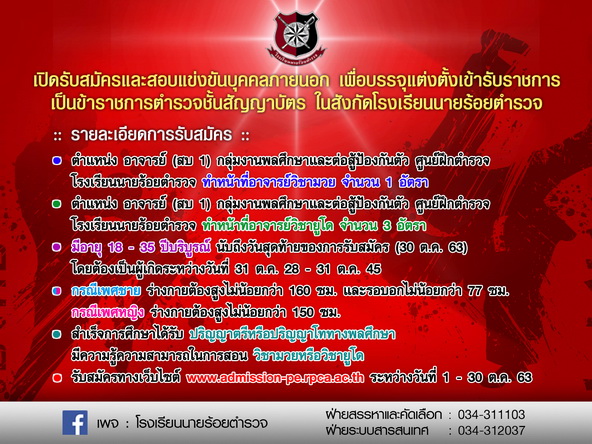 เปิดรับสมัครและสอบแข่งขันบุคคลภายนอก เพื่อบรรจุแต่งตั้งเข้ารับราชการ
เป็นข้าราชการตำรวจชั้นสัญญาบัตร ในสังกัดโรงเรียนนายร้อยตำรวจ
:: รายละเอียดการรับสมัคร ::
ตำแหน่ง อาจารย์ (สบ 1) กลุ่มงานพลศึกษาและต่อสู้ป้องกันตัว ศูนย์ฝึกตำรวจ
โรงเรียนนายร้อยตำรวจ ทำหน้าที่อาจารย์วิชามวย จำนวน 1 อัตรา
ตำแหน่ง อาจารย์ (สบ 1) กลุ่มงานพลศึกษาและต่อสู้ป้องกันตัว ศูนย์ฝึกตำรวจ
โรงเรียนนายร้อยตำรวจ ทำหน้าที่อาจารย์วิชายูโด จำนวน 3 อัตรา
มีอายุ 18 - 35 ปีบริบูรณ์ นับถึงวันสุดท้ายของการรับสมัคร (30 ต.ค. 63)
โดยต้องเป็นผู้เกิดระหว่างวันที่ 31 ต.ค. 28 - 31 ต.ค. 45
กรณีเพศชาย ร่างกายต้องสูงไม่น้อยกว่า 160 ซม. และรอบอกไม่น้อยกว่า 77 ซม.
กรณีเพศหญิง ร่างกายต้องสูงไม่น้อยกว่า 150 ซม.
สำเร็จการศึกษาได้รับ ปริญญาตรีหรือปริญญาโททางพลศึกษา
มีความรู้ความสามารถในการสอน วิชามวยหรือวิชายูโด
รับสมัครทางเว็บไซต์ www.admission-pe.rpca.ac.th ระหว่างวันที่ 1 - 30 ต.ค. 63
เพจ : โรงเรียนนายร้อยตำรวจ
ฝ่ายสรรหาและคัดเลือก : 034-311103
ฝ่ายระบบสารสนเทศ : 034-312037